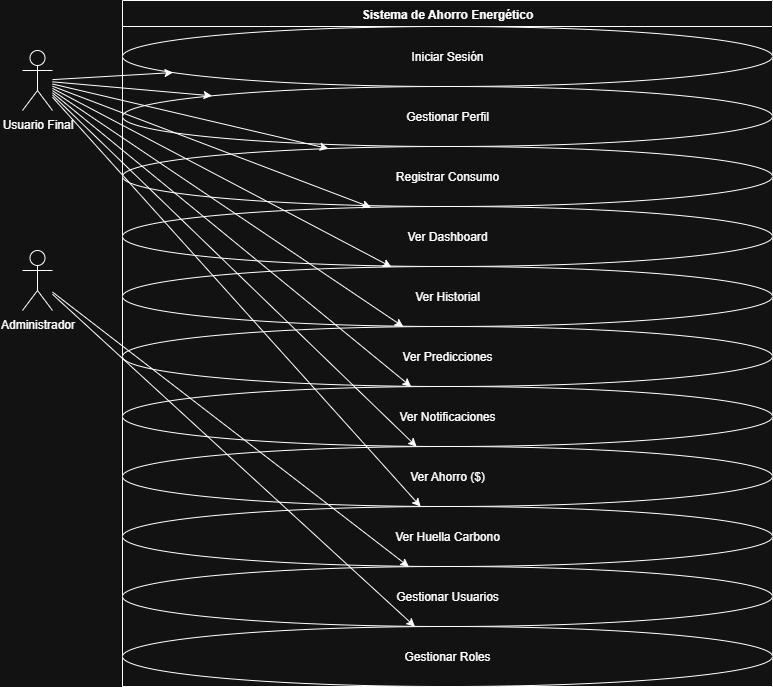 Sistema de Ahorro Energético
Iniciar Sesión
Usuario Final
Gestionar Perfil
Registrar Consumo
Ver Dashboard
Ver Historial
Administrador
Ver Predicciones
Ver Notificaciones
Ver Ahorro ($)
Ver Huella Carbono
Gestionar Usuarios
Gestionar Roles